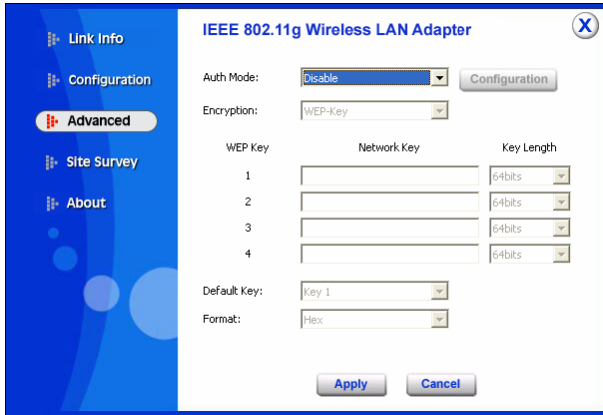 Link Info
Configuration
Advanced
Site Survey
About
IEEE 802.11g Wireless LAN Adapter
X
Auth Mode: Disable Configuration
Encryption: WEP-Key
WEP Key Network Key Key Length
1 64bits
2 64bits
3 64bits
4 64bits
Default Key: Key 1
Format: Hex
Apply Cancel